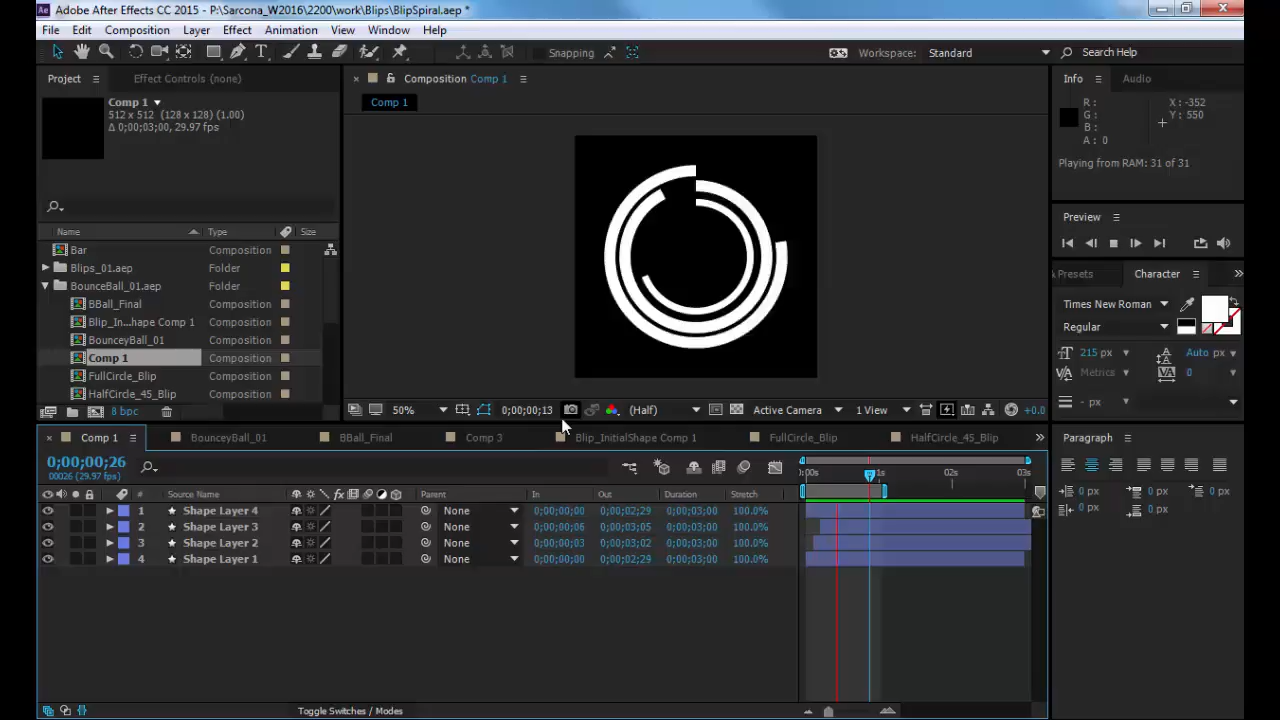 Adobe After Effects CC 2015 - P:\Sarcona_W2016\2200\work\Blips\BlipSpiral.aep *
File Edit Composition Layer Effect Animation View Window Help
Snapping Workspace: Standard Search Help
Project Effect Controls (none) Composition Comp 1 Info Audio
Comp 1
512 x 512 (128 x 128) (1.00)
Δ 0;00;03;00, 29.97 fps
Comp 1
R :
G :
B :
A : 0
X : -352
Y : 550
Playing from RAM: 31 of 31
Preview
Name Type Size
Bar Composition
Blips_01.aep Folder
BounceBall_01.aep Folder
BBall_Final Composition
Blip_In...hape Comp 1 Composition
BounceyBall_01 Composition
Comp 1 Composition
FullCircle_Blip Composition
HalfCircle_45_Blip Composition
8 bpc
Presets Character
Times New Roman
Regular
215 px Auto px
Metrics 0
- px
50% 0;00;00;13 (Half) Active Camera 1 View +0.0
Comp 1 BounceyBall_01 BBall_Final Comp 3 Blip_InitialShape Comp 1 FullCircle_Blip HalfCircle_45_Blip
Paragraph
0 px 0 px 0 px
0 px 0 px
0;00;00;26
00026 (29.97 fps)
:00s 1s 02s 03s
# Source Name Parent In Out Duration Stretch
1 Shape Layer 4 None 0;00;00;00 0;00;02;29 0;00;03;00 100.0%
2 Shape Layer 3 None 0;00;00;06 0;00;03;05 0;00;03;00 100.0%
3 Shape Layer 2 None 0;00;00;03 0;00;03;02 0;00;03;00 100.0%
4 Shape Layer 1 None 0;00;00;00 0;00;02;29 0;00;03;00 100.0%
Toggle Switches / Modes